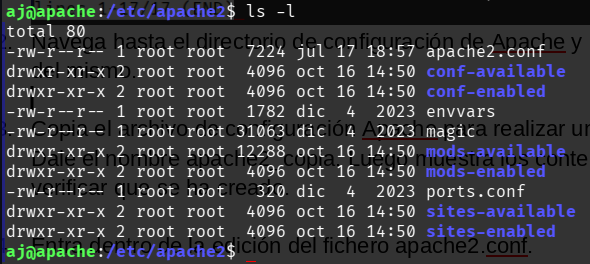 aj@apache:/etc/apache2$ ls -l
total 80
Navega hasta el directorio de configuración de Apache y
-rw-r--r-- 1 root root  7224 jul 17 18:57 apache2.conf
del mismo.
drwxr-xr-x 2 root root  4096 oct 16 14:50 conf-available
drwxr-xr-x 2 root root  4096 oct 16 14:50 conf-enabled
-rw-r--r-- 1 root root  1782 dic  4  2023 envvars
Copia el archivo de configuración Apache para realizar un
-rw-r--r-- 1 root root 31063 dic  4  2023 magic
drwxr-xr-x 2 root root 12288 oct 16 14:50 mods-available
Dale el nombre apache2_copia. Luego muestra los conte
drwxr-xr-x 2 root root  4096 oct 16 14:50 mods-enabled
verificar que se ha creado.
-rw-r--r-- 1 root root   320 dic  4  2023 ports.conf
drwxr-xr-x 2 root root  4096 oct 16 14:50 sites-available
drwxr-xr-x 2 root root  4096 oct 16 14:50 sites-enabled
Entra dentro de la edición del fichero apache2.conf.
aj@apache:/etc/apache2$